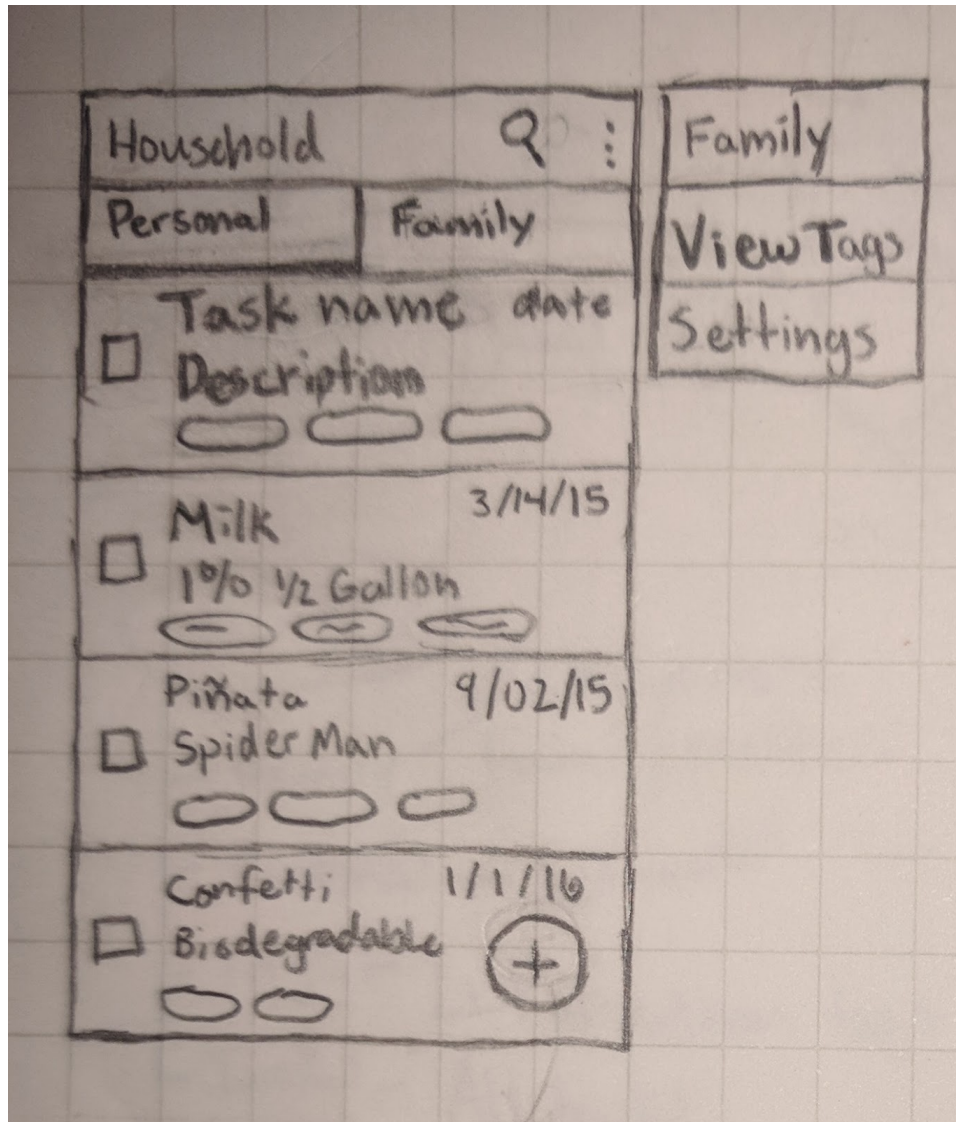 Household
Personal Family
Task name date
Description
Milk 3/14/15
1% 1/2 Gallon
Piñata 9/02/15
Spider Man
Confetti 1/1/16
Biodegradable
+
Family
View Tags
Settings